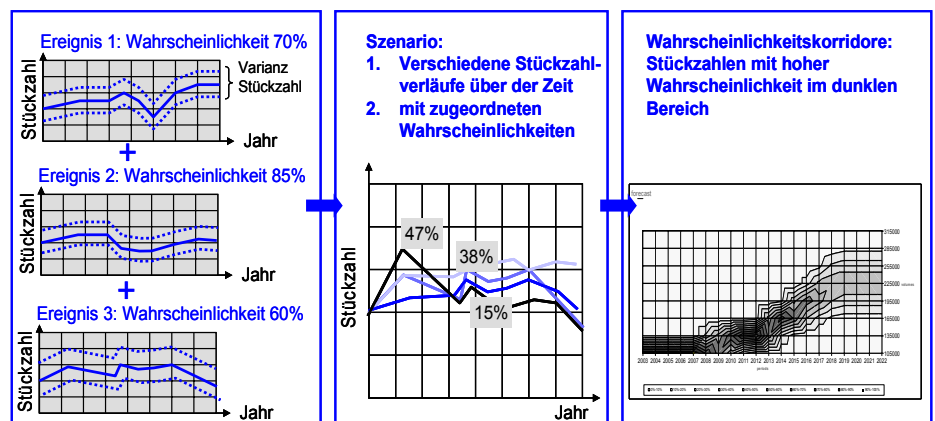 Ereignis 1: Wahrscheinlichkeit 70%
Stückzahl
Varianz
Stückzahl
Jahr
+
Ereignis 2: Wahrscheinlichkeit 85%
Stückzahl
Jahr
+
Ereignis 3: Wahrscheinlichkeit 60%
Stückzahl
Jahr
Szenario:
1. Verschiedene Stückzahl-
verläufe über der Zeit
2. mit zugeordneten
Wahrscheinlichkeiten
Stückzahl
47%
38%
15%
Jahr
Wahrscheinlichkeitskorridore:
Stückzahlen mit hoher
Wahrscheinlichkeit im dunklen
Bereich
forecast
315000
285000
255000
225000
195000
165000
135000
105000
2003 2004 2005 2006 2007 2008 2009 2010 2011 2012 2013 2014 2015 2016 2017 2018 2019 2020 2021 2022
periods